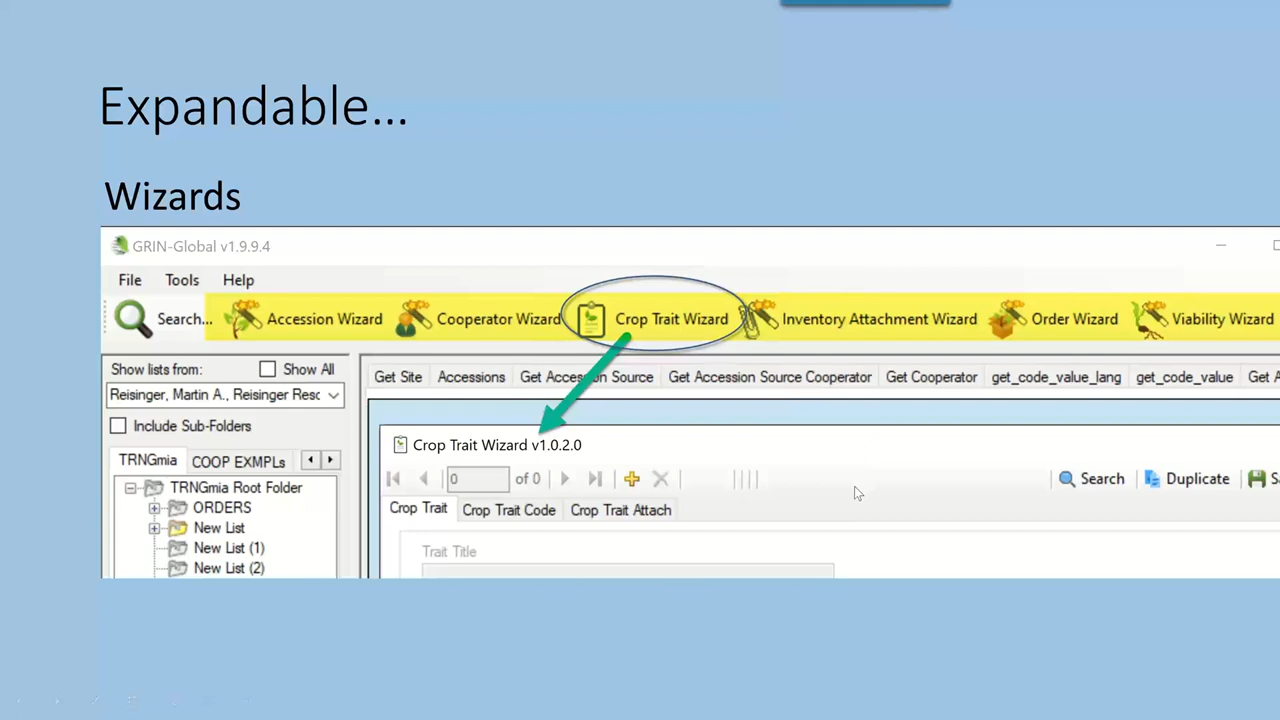 Expandable...
Wizards
GRIN-Global v1.9.9.4
File Tools Help
Search... Accession Wizard Cooperator Wizard Crop Trait Wizard Inventory Attachment Wizard Order Wizard Viability Wizard
Show lists from: Show All
Get Site Accessions Get Accession Source Get Accession Source Cooperator Get Cooperator get_code_value_lang get_code_value Get A
Reisinger, Martin A., Reisinger Resc
Include Sub-Folders
Crop Trait Wizard v1.0.2.0
TRNGmia COOP EXMPLs
0 of 0 Search Duplicate Sa
TRNGmia Root Folder
ORDERS
Crop Trait Crop Trait Code Crop Trait Attach
New List
New List (1)
Trait Title
New List (2)